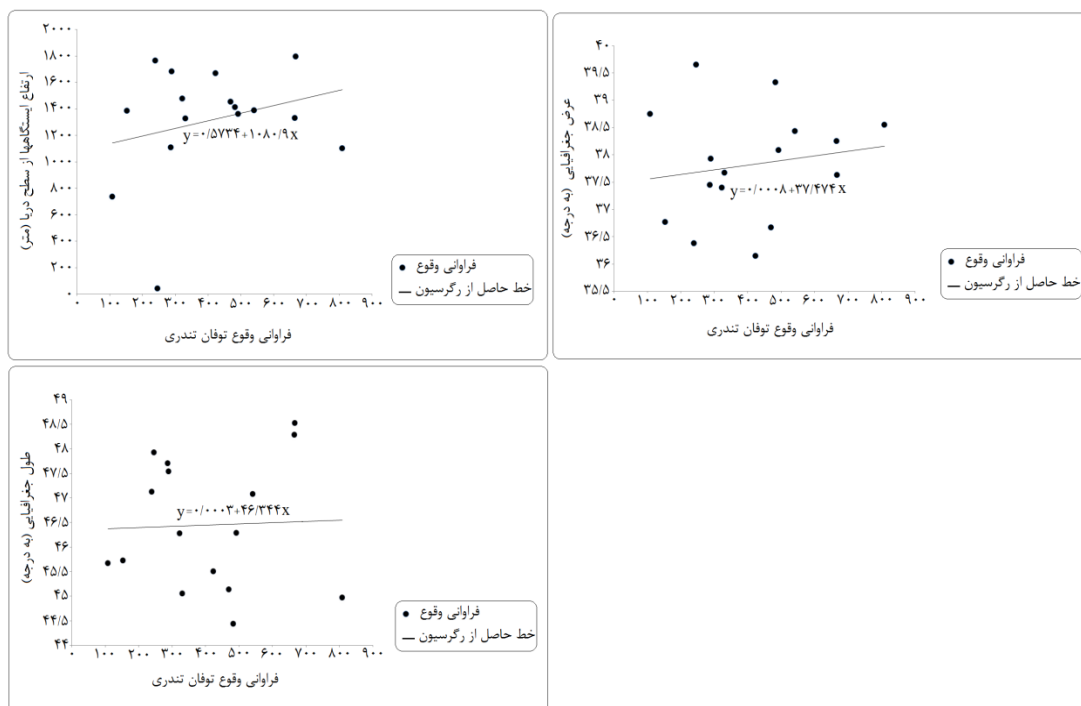 ارتفاع ایستگاهها از سطح دریا (متر)
۲۰۰۰
۱۸۰۰
۱۶۰۰
۱۴۰۰
۱۲۰۰
۱۰۰۰
۸۰۰
۶۰۰
۴۰۰
۲۰۰
۰
y=۰/۵۷۳۴+۱۰۸۰/۹x
فراوانی وقوع
خط حاصل از رگرسیون
۰ ۱۰۰ ۲۰۰ ۳۰۰ ۴۰۰ ۵۰۰ ۶۰۰ ۷۰۰ ۸۰۰ ۹۰۰
فراوانی وقوع توفان تندری
عرض جغرافیایی (به درجه)
۴۰
۳۹/۵
۳۹
۳۸/۵
۳۸
۳۷/۵
۳۷
۳۶/۵
۳۶
۳۵/۵
y=۰/۰۰۰۸+۳۷/۴۷۴x
فراوانی وقوع
خط حاصل از رگرسیون
۰ ۱۰۰ ۲۰۰ ۳۰۰ ۴۰۰ ۵۰۰ ۶۰۰ ۷۰۰ ۸۰۰ ۹۰۰
فراوانی وقوع توفان تندری
طول جغرافیایی (به درجه)
۴۹
۴۸/۵
۴۸
۴۷/۵
۴۷
۴۶/۵
۴۶
۴۵/۵
۴۵
۴۴/۵
۴۴
y=۰/۰۰۰۳+۴۶/۳۴۴x
فراوانی وقوع
خط حاصل از رگرسیون
۰ ۱۰۰ ۲۰۰ ۳۰۰ ۴۰۰ ۵۰۰ ۶۰۰ ۷۰۰ ۸۰۰ ۹۰۰
فراوانی وقوع توفان تندری